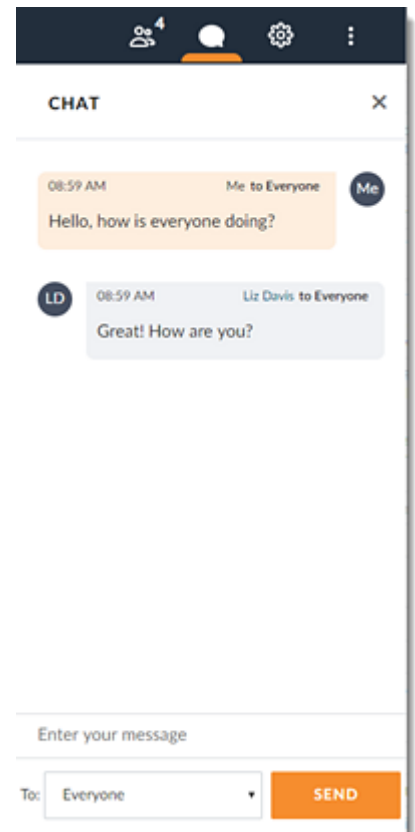 4
CHAT
08:59 AM Me to Everyone
Me
Hello, how is everyone doing?
LD
08:59 AM Liz Davis to Everyone
Great! How are you?
Enter your message
To: Everyone SEND